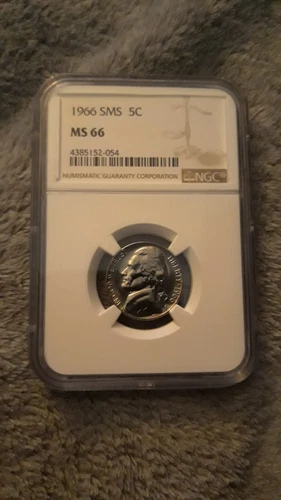 1966 SMS 5C
MS 66
4385152-054
NUMISMATIC GUARANTY CORPORATION
NGC